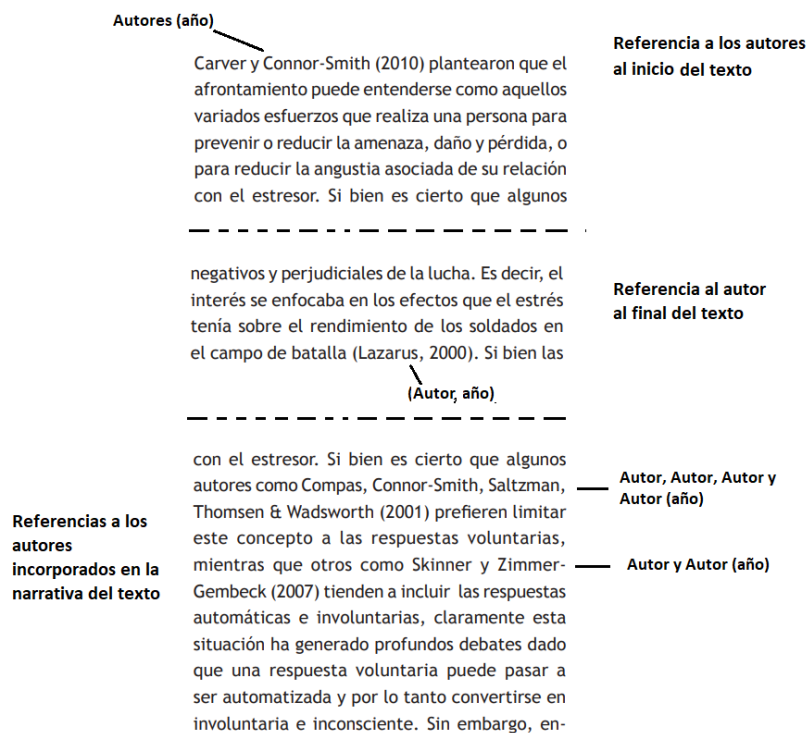 Autores (año)
Referencia a los autores
al inicio del texto
Carver y Connor-Smith (2010) plantearon que el
afrontamiento puede entenderse como aquellos
variados esfuerzos que realiza una persona para
prevenir o reducir la amenaza, daño y pérdida, o
para reducir la angustia asociada de su relación
con el estresor. Si bien es cierto que algunos
negativos y perjudiciales de la lucha. Es decir, el
interés se enfocaba en los efectos que el estrés
tenía sobre el rendimiento de los soldados en
el campo de batalla (Lazarus, 2000). Si bien las
Referencia al autor
al final del texto
(Autor, año)
con el estresor. Si bien es cierto que algunos
autores como Compas, Connor-Smith, Saltzman,
Thomsen & Wadsworth (2001) prefieren limitar
este concepto a las respuestas voluntarias,
mientras que otros como Skinner y Zimmer-
Gembeck (2007) tienden a incluir las respuestas
automáticas e involuntarias, claramente esta
situación ha generado profundos debates dado
que una respuesta voluntaria puede pasar a
ser automatizada y por lo tanto convertirse en
involuntaria e inconsciente. Sin embargo, en-
Autor, Autor, Autor y
Autor (año)
Autor y Autor (año)
Referencias a los
autores
incorporados en la
narrativa del texto